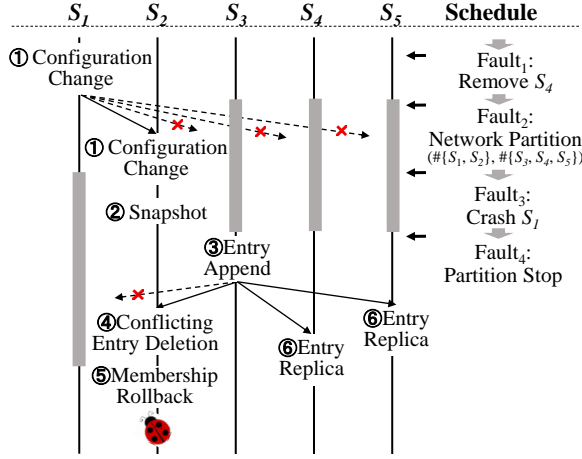 S1 S2 S3 S4 S5 Schedule
① Configuration
Change
① Configuration
Change
② Snapshot
③Entry
Append
④Conflicting
Entry Deletion
⑤Membership
Rollback
⑥Entry
Replica
⑥Entry
Replica
Fault1:
Remove S4
Fault2:
Network Partition
(#{S1, S2}, #{S3, S4, S5})
Fault3:
Crash S1
Fault4:
Partition Stop